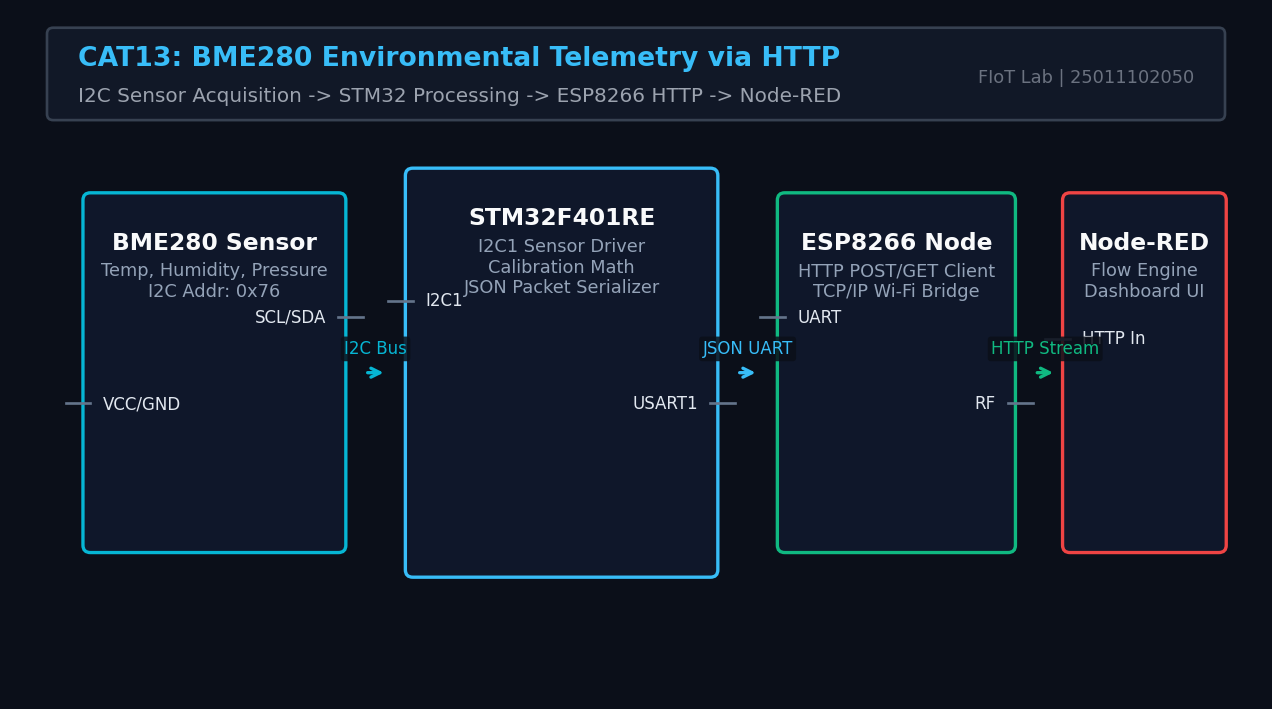 CAT13: BME280 Environmental Telemetry via HTTP
I2C Sensor Acquisition -> STM32 Processing -> ESP8266 HTTP -> Node-RED
FIoT Lab | 25011102050
BME280 Sensor
Temp, Humidity, Pressure
I2C Addr: 0x76
SCL/SDA
VCC/GND
I2C Bus
STM32F401RE
I2C1 Sensor Driver
Calibration Math
JSON Packet Serializer
I2C1
USART1
JSON UART
ESP8266 Node
HTTP POST/GET Client
TCP/IP Wi-Fi Bridge
UART
RF
HTTP Stream
Node-RED
Flow Engine
Dashboard UI
HTTP In